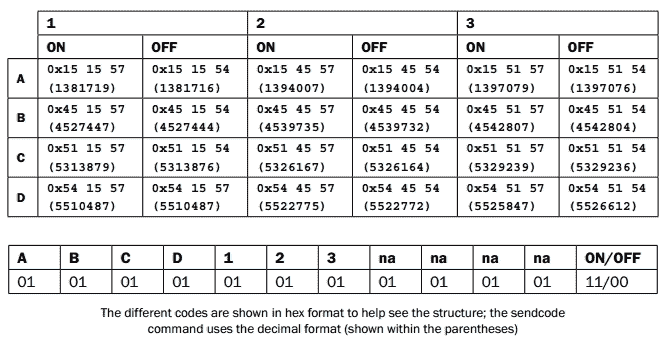 1 2 3
ON OFF ON OFF ON OFF
A 0x15 15 57 0x15 15 54 0x15 45 57 0x15 45 54 0x15 51 57 0x15 51 54
(1381719) (1381716) (1394007) (1394004) (1397079) (1397076)
B 0x45 15 57 0x45 15 54 0x45 45 57 0x45 45 54 0x45 51 57 0x45 51 54
(4527447) (4527444) (4539735) (4539732) (4542807) (4542804)
C 0x51 15 57 0x51 15 54 0x51 45 57 0x51 45 54 0x51 51 57 0x51 51 54
(5313879) (5313876) (5326167) (5326164) (5329239) (5329236)
D 0x54 15 57 0x54 15 57 0x54 45 57 0x54 45 54 0x54 51 57 0x54 51 54
(5510487) (5510487) (5522775) (5522772) (5525847) (5526612)
A B C D 1 2 3 na na na na ON/OFF
01 01 01 01 01 01 01 01 01 01 01 11/00
The different codes are shown in hex format to help see the structure; the sendcode
command uses the decimal format (shown within the parentheses)